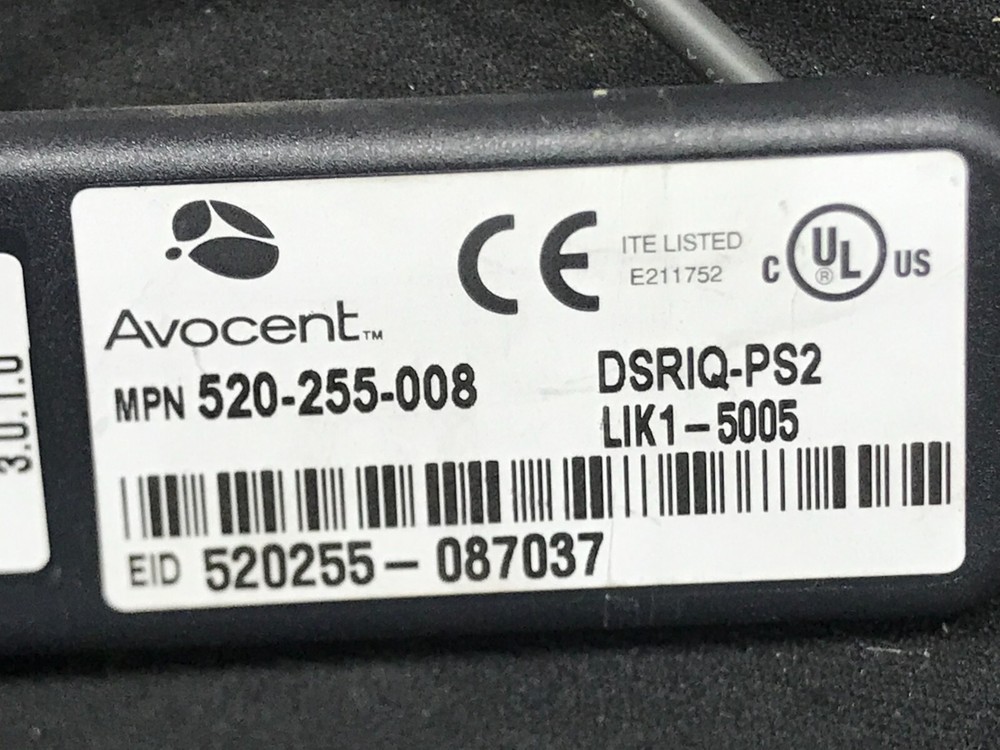 Avocent™
CE
ITE LISTED
E211752
C UL® US
MPN 520-255-008
DSRIQ-PS2
LIK1-5005
EID 520255-087037
3.0.1.0